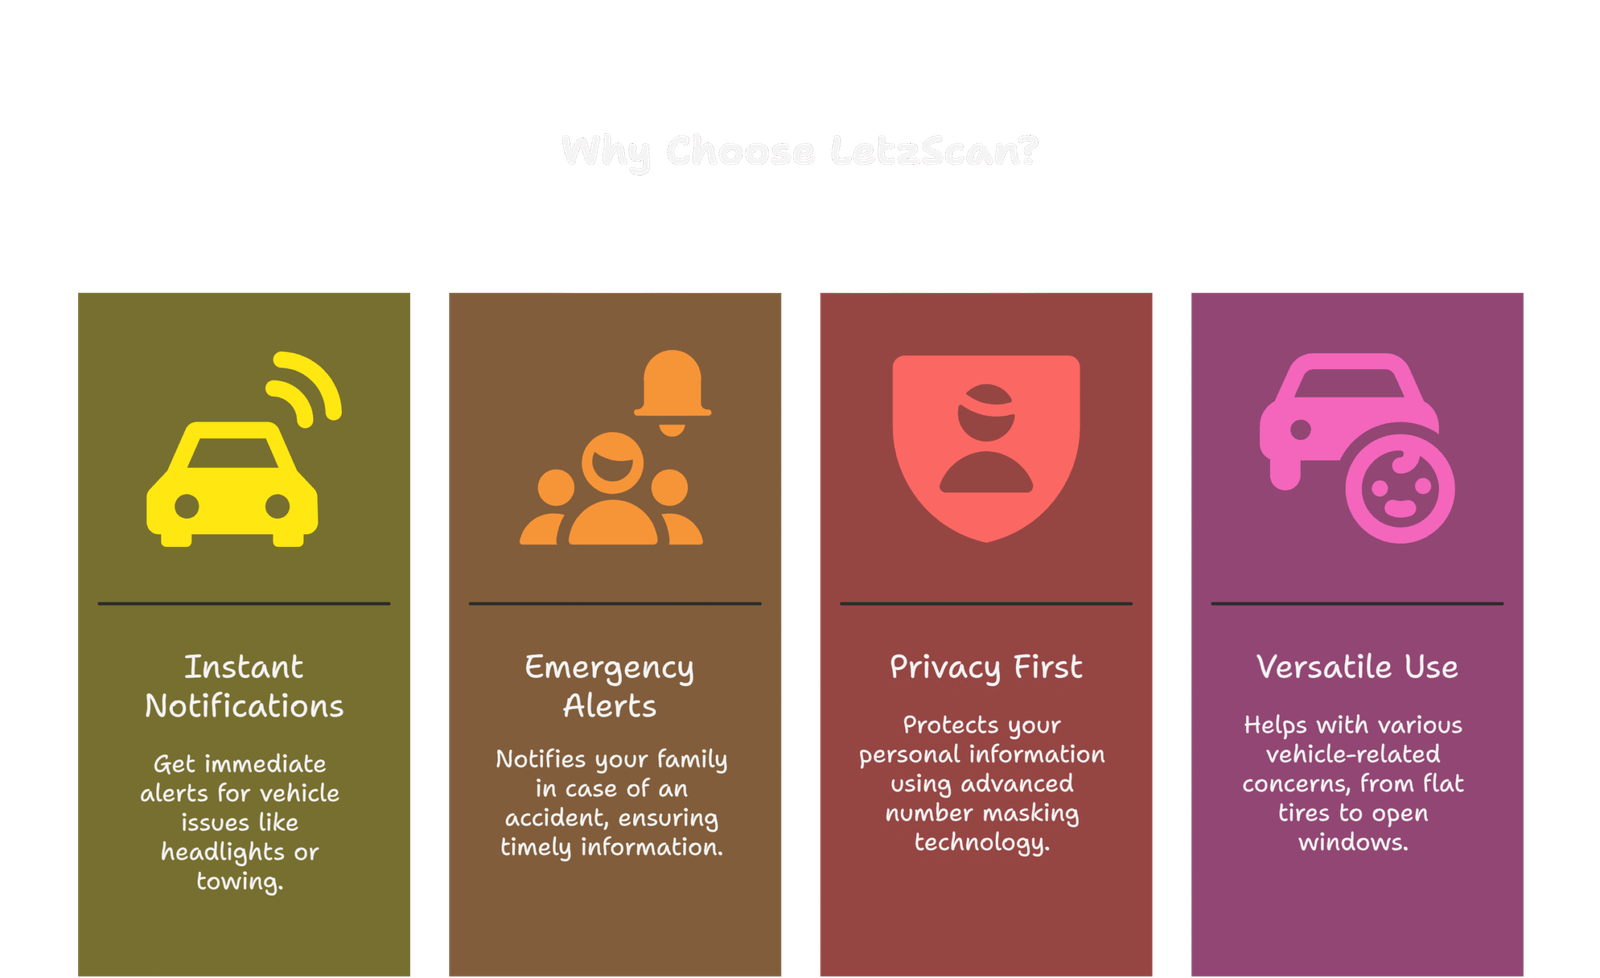 Why Choose LetzScan?
Instant
Notifications
Get immediate
alerts for vehicle
issues like
headlights or
towing.
Emergency
Alerts
Notifies your family
in case of an
accident, ensuring
timely information.
Privacy First
Protects your
personal information
using advanced
number masking
technology.
Versatile Use
Helps with various
vehicle-related
concerns, from flat
tires to open
windows.